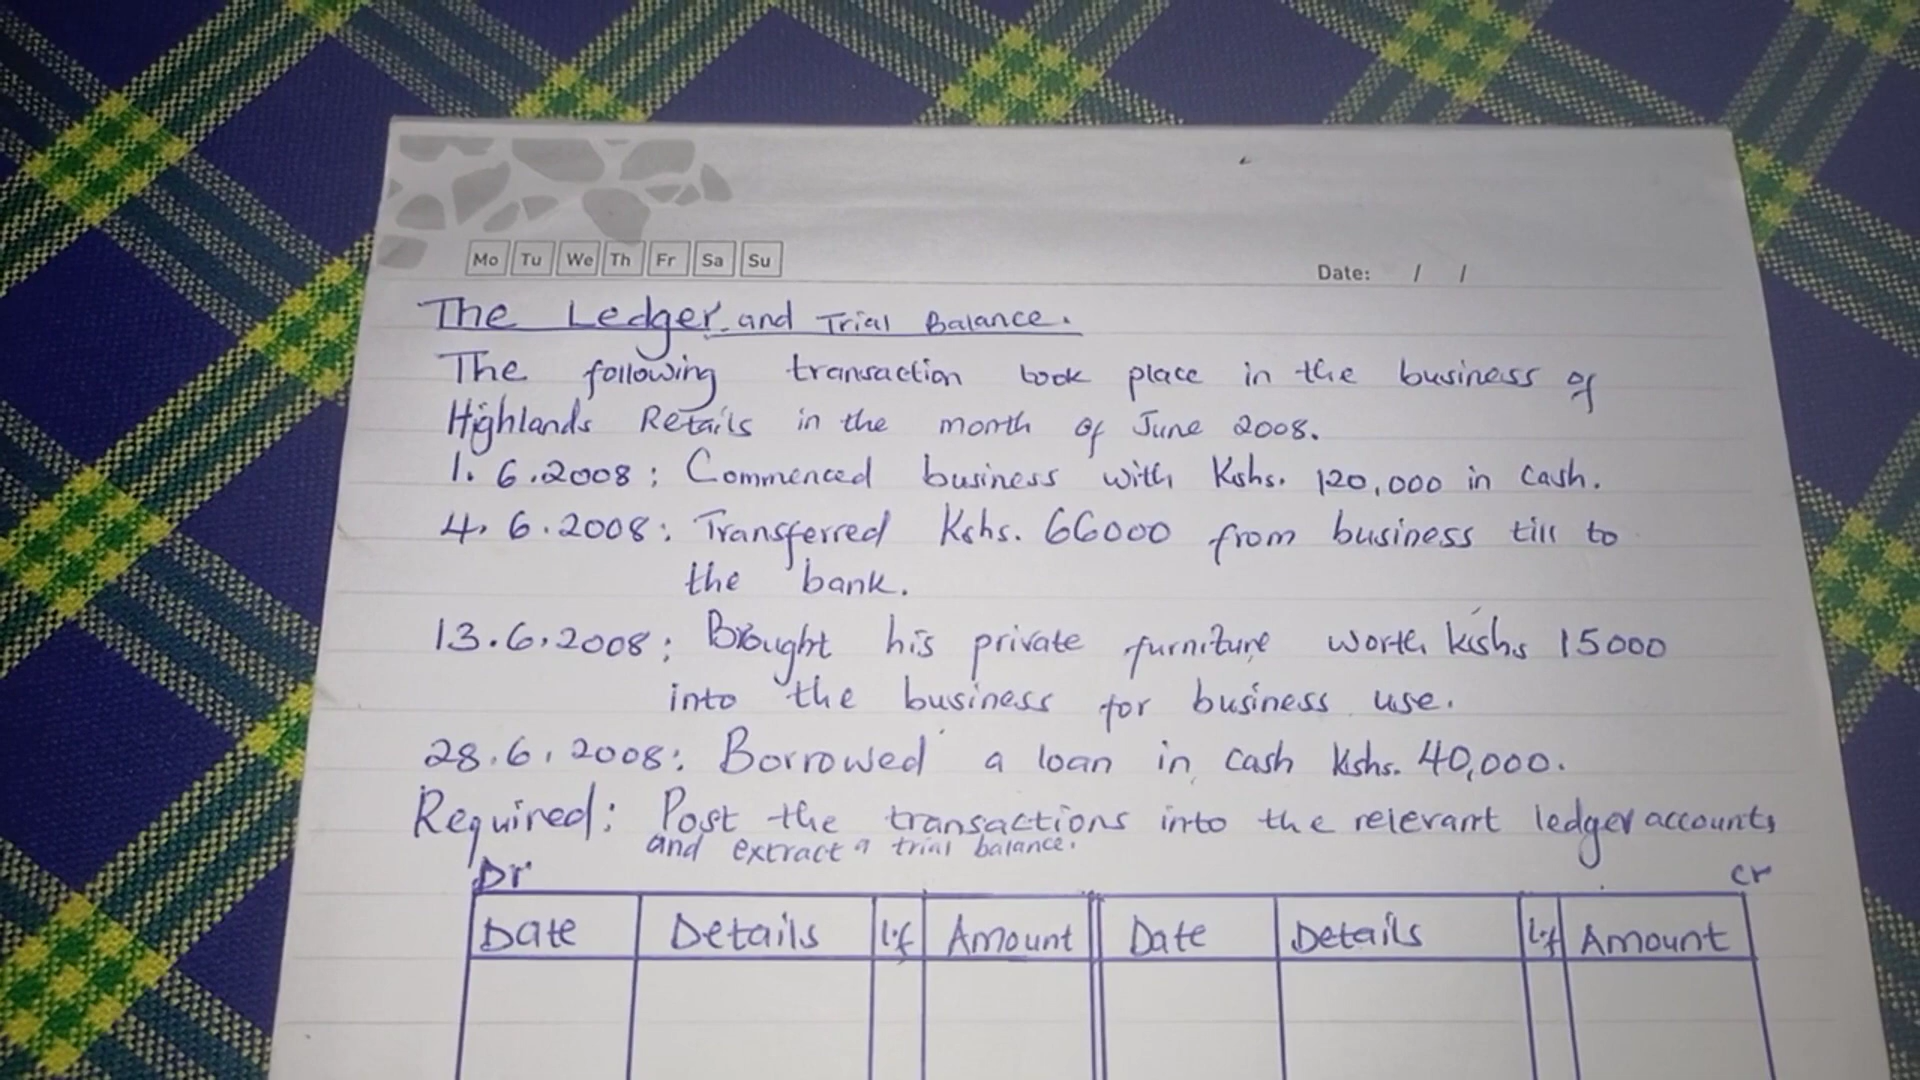 Mo Tu We Th Fr Sa Su
Date: / /
The Ledger and Trial Balance.
The following transaction took place in the business of
Highlands Retails in the month of June 2008.
1. 6.2008: Commenced business with Kshs. 120,000 in cash.
4. 6.2008: Transferred Kshs. 66000 from business till to
the bank.
13.6.2008: Brought his private furniture worth kshs 15000
into the business for business use.
28.6.2008: Borrowed a loan in cash kshs. 40,000.
Required: Post the transactions into the relevant ledger accounts
and extract a trial balance.
Dr Cr
Date Details l.f Amount Date Details l.f Amount